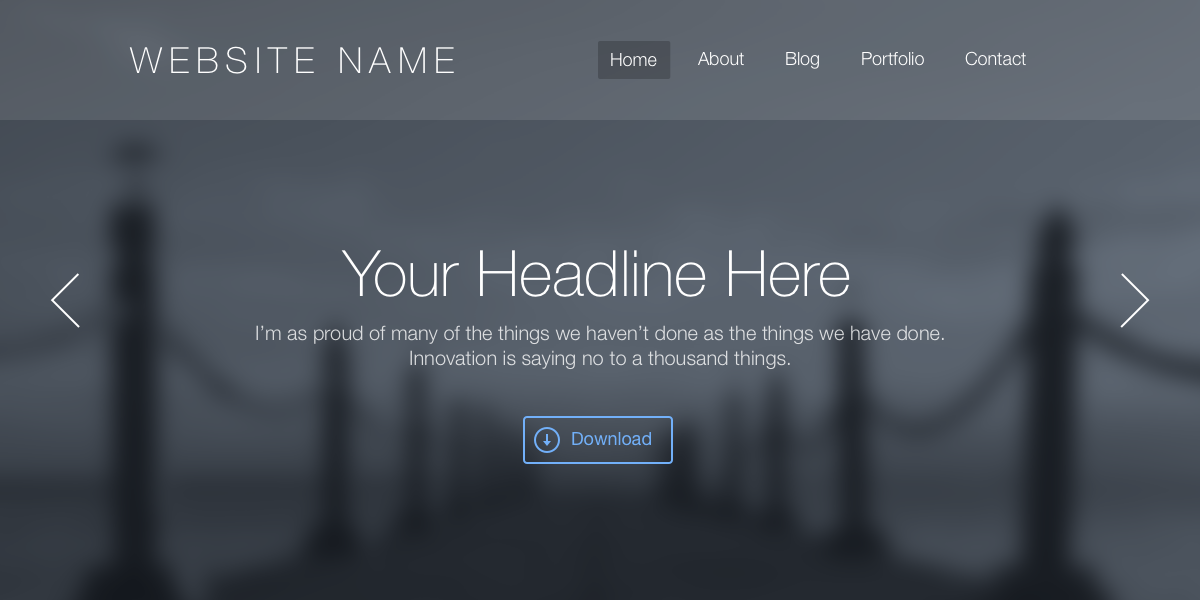 WEBSITE NAME
Home About Blog Portfolio Contact
Your Headline Here
I’m as proud of many of the things we haven’t done as the things we have done.
Innovation is saying no to a thousand things.
Download